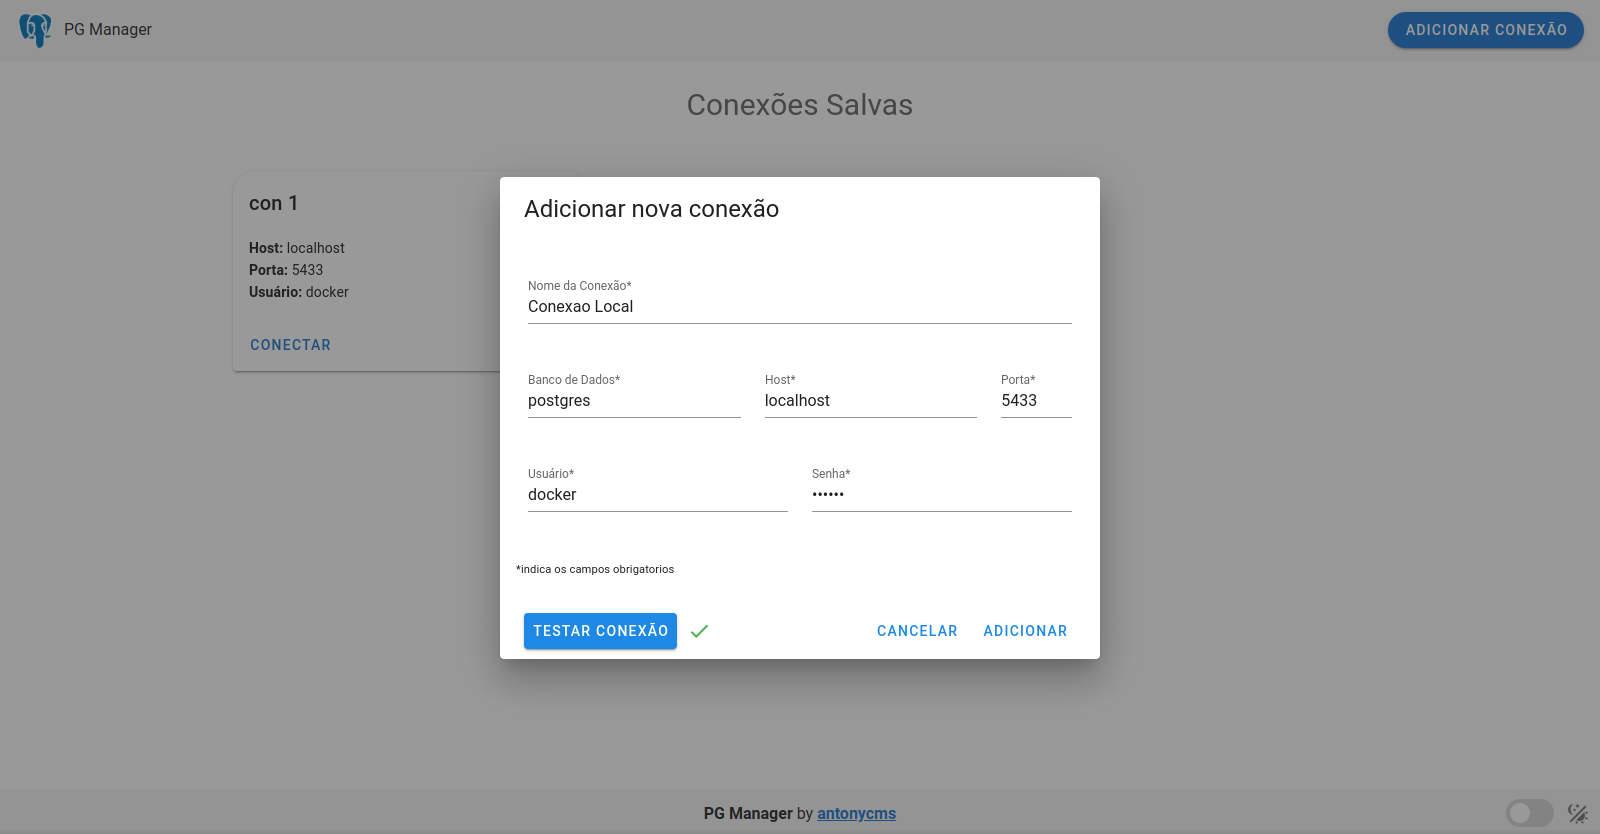 PG Manager
ADICIONAR CONEXÃO
Conexões Salvas
con 1
Host: localhost
Porta: 5433
Usuário: docker
CONECTAR
Adicionar nova conexão
Nome da Conexão*
Conexao Local
Banco de Dados* Host* Porta*
postgres localhost 5433
Usuário* Senha*
docker ••••••
*indica os campos obrigatorios
TESTAR CONEXÃO CANCELAR ADICIONAR
PG Manager by antonycms